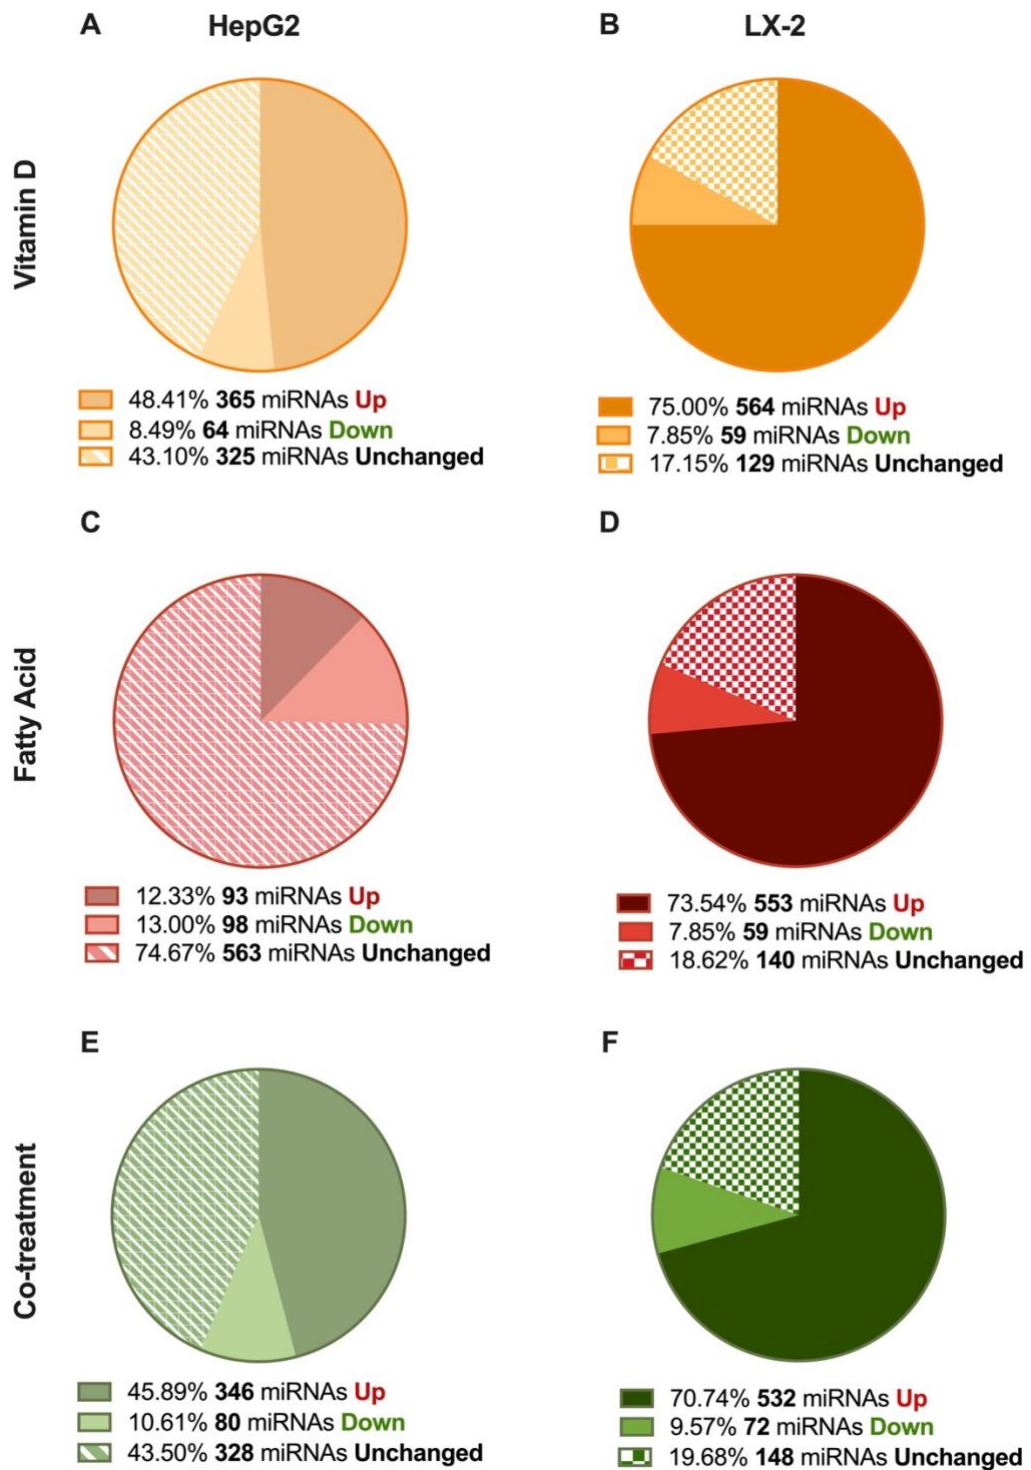 A HepG2
B LX-2
Vitamin D
48.41% 365 miRNAs Up
8.49% 64 miRNAs Down
43.10% 325 miRNAs Unchanged
75.00% 564 miRNAs Up
7.85% 59 miRNAs Down
17.15% 129 miRNAs Unchanged
C
D
Fatty Acid
12.33% 93 miRNAs Up
13.00% 98 miRNAs Down
74.67% 563 miRNAs Unchanged
73.54% 553 miRNAs Up
7.85% 59 miRNAs Down
18.62% 140 miRNAs Unchanged
E
F
Co-treatment
45.89% 346 miRNAs Up
10.61% 80 miRNAs Down
43.50% 328 miRNAs Unchanged
70.74% 532 miRNAs Up
9.57% 72 miRNAs Down
19.68% 148 miRNAs Unchanged